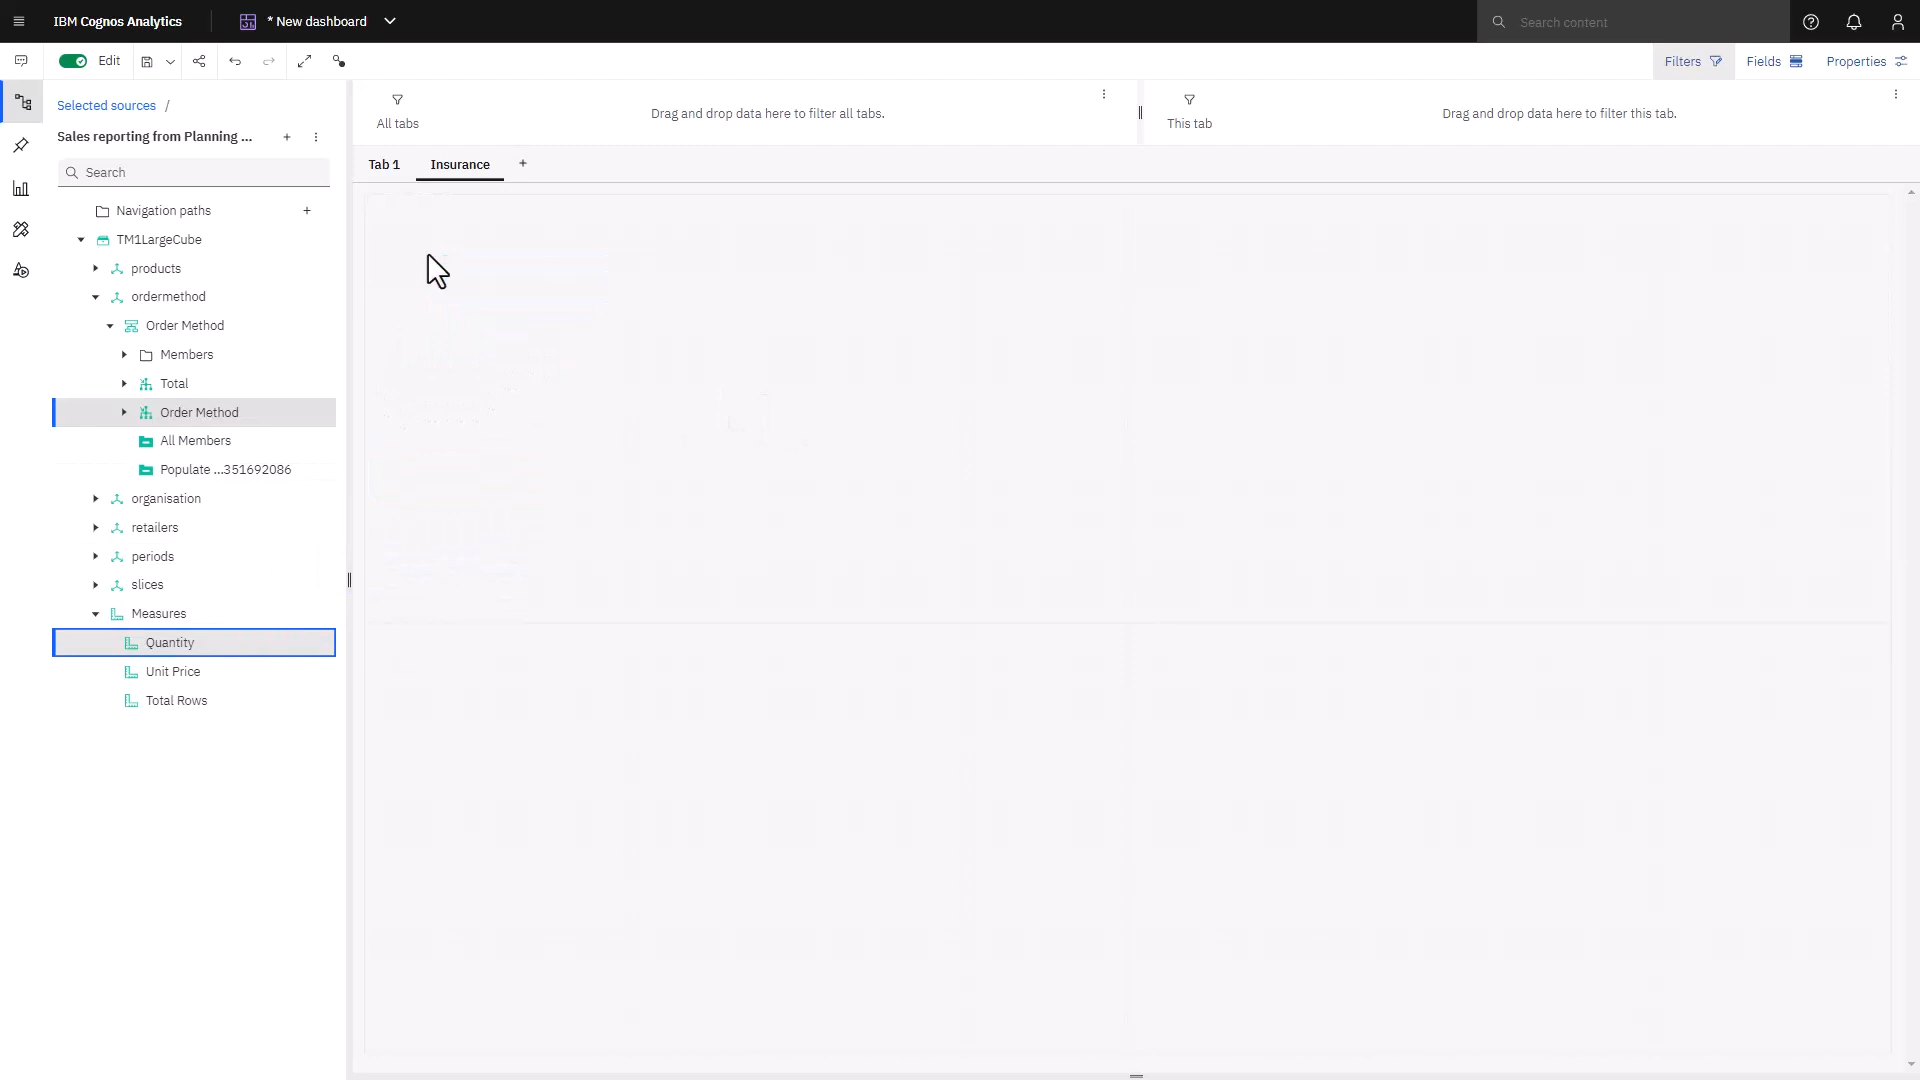 IBM Cognos Analytics
* New dashboard
Search content
Edit
Filters
Fields
Properties
Selected sources /
Sales reporting from Planning ...
Search
Navigation paths
TM1LargeCube
products
ordermethod
Order Method
Members
Total
Order Method
All Members
Populate ...351692086
organisation
retailers
periods
slices
Measures
Quantity
Unit Price
Total Rows
All tabs
Drag and drop data here to filter all tabs.
This tab
Drag and drop data here to filter this tab.
Tab 1
Insurance